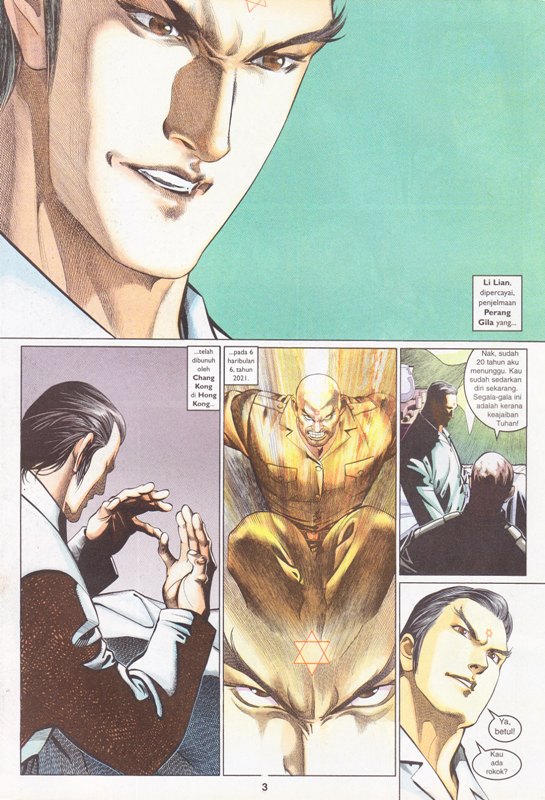 Li Lian,
dipercayai,
penjelmaan
Perang
Gila yang...
...telah
dibunuh
oleh
Chang
Kong
di Hong
Kong...
...pada 6
haribulan
6, tahun
2021.
Nak, sudah
20 tahun aku
menunggu. Kau
sudah sedarkan
diri sekarang.
Segala-gala ini
adalah kerana
keajaiban
Tuhan!
Ya,
betul!
Kau
ada
rokok?
3